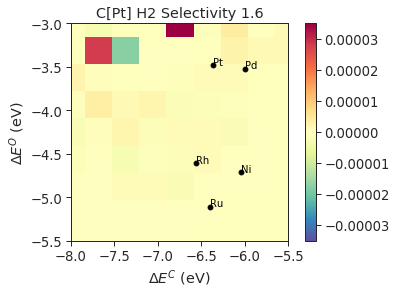 C[Pt] H2 Selectivity 1.6
−3.0
−3.5
−4.0
−4.5
−5.0
−5.5
ΔE^O (eV)
Pt
Pd
Rh
Ni
Ru
−8.0 −7.5 −7.0 −6.5 −6.0 −5.5
ΔE^C (eV)
0.00003
0.00002
0.00001
0.00000
−0.00001
−0.00002
−0.00003